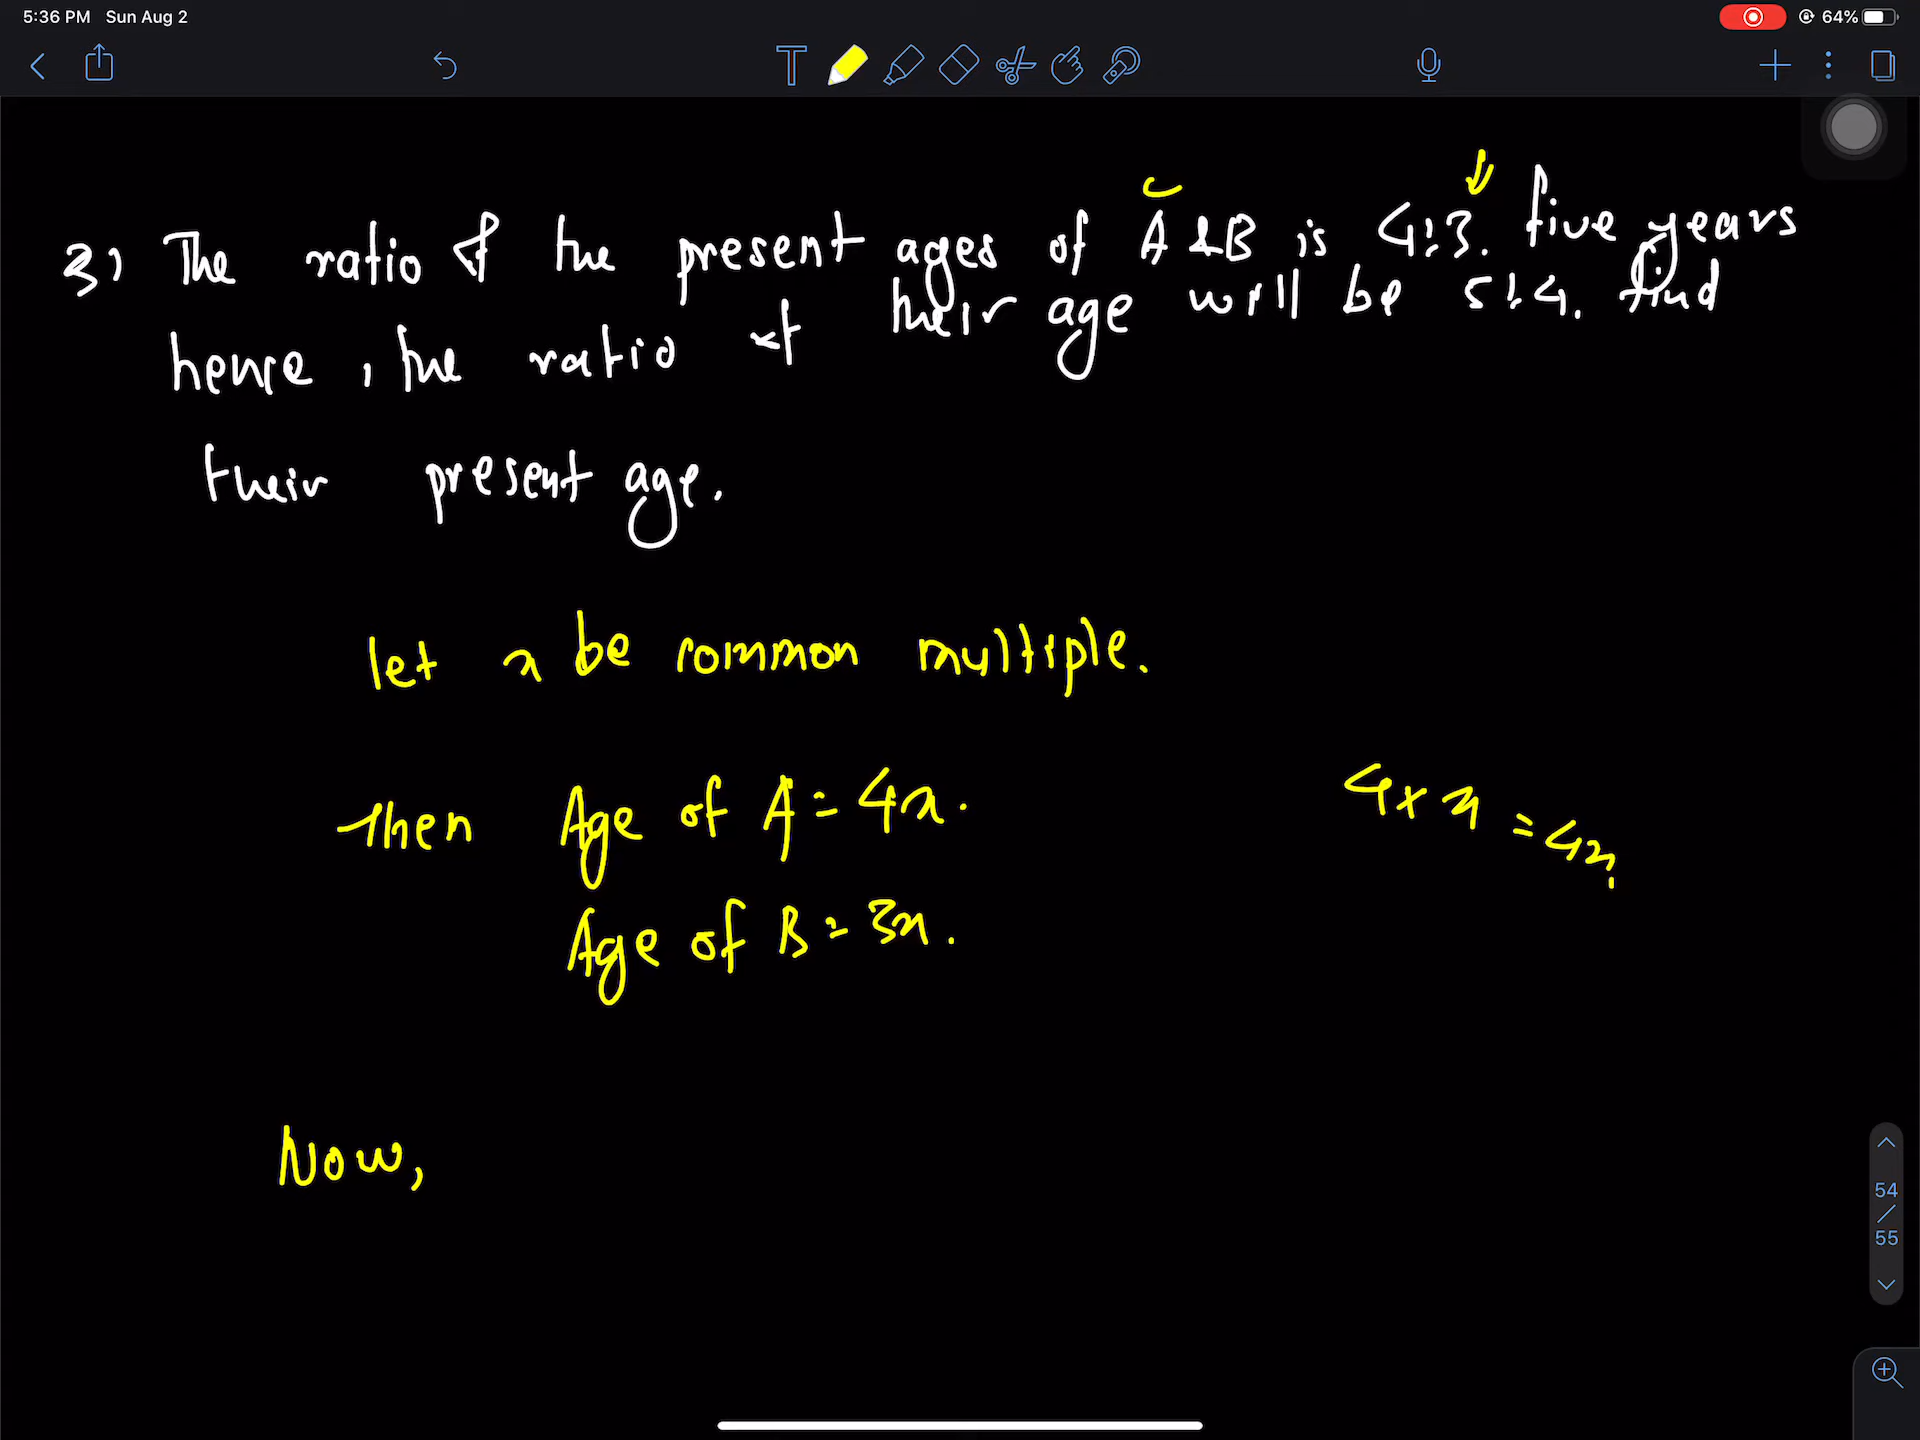 5:36 PM Sun Aug 2
64%
3) The ratio of the present ages of A & B is 4:3. five years
hence, the ratio of their age will be 5:4. find
their present age.
let x be common multiple.
Then Age of A = 4x.
4 × x = 4x
Age of B = 3x.
Now,
54
/
55